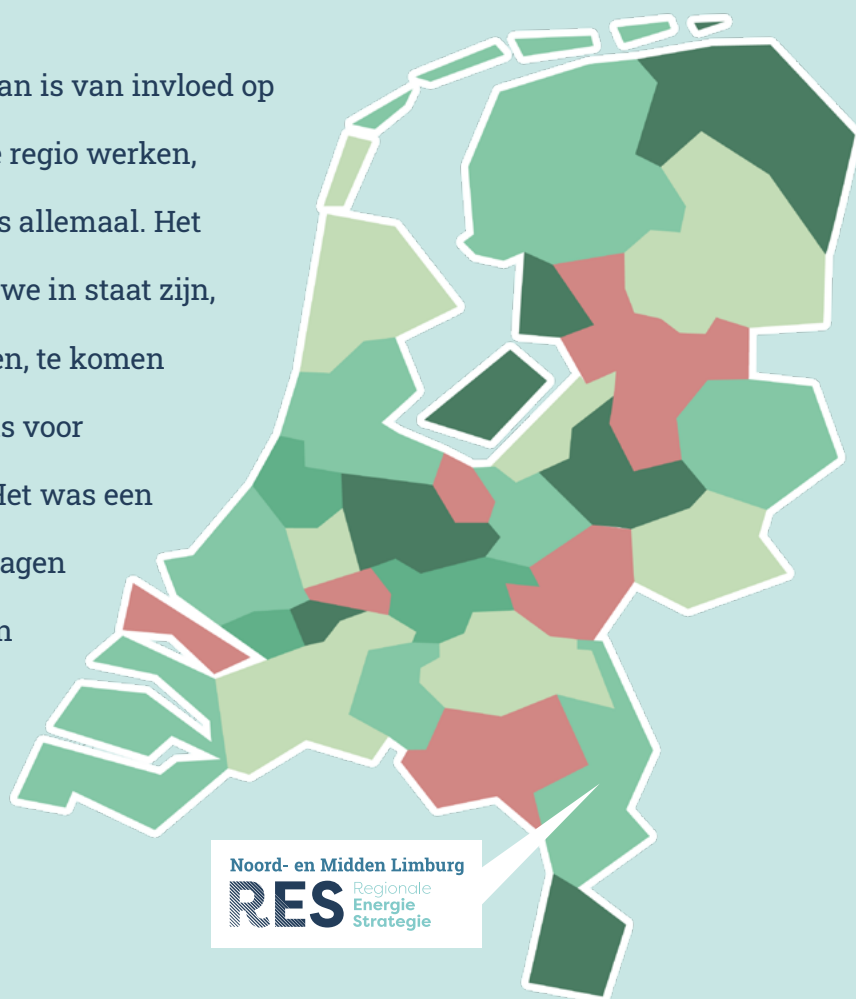 an is van invloed op
regio werken,
s allemaal. Het
we in staat zijn,
en, te komen
s voor
Het was een
agen
n
Noord- en Midden Limburg
RES Regionale
Energie
Strategie